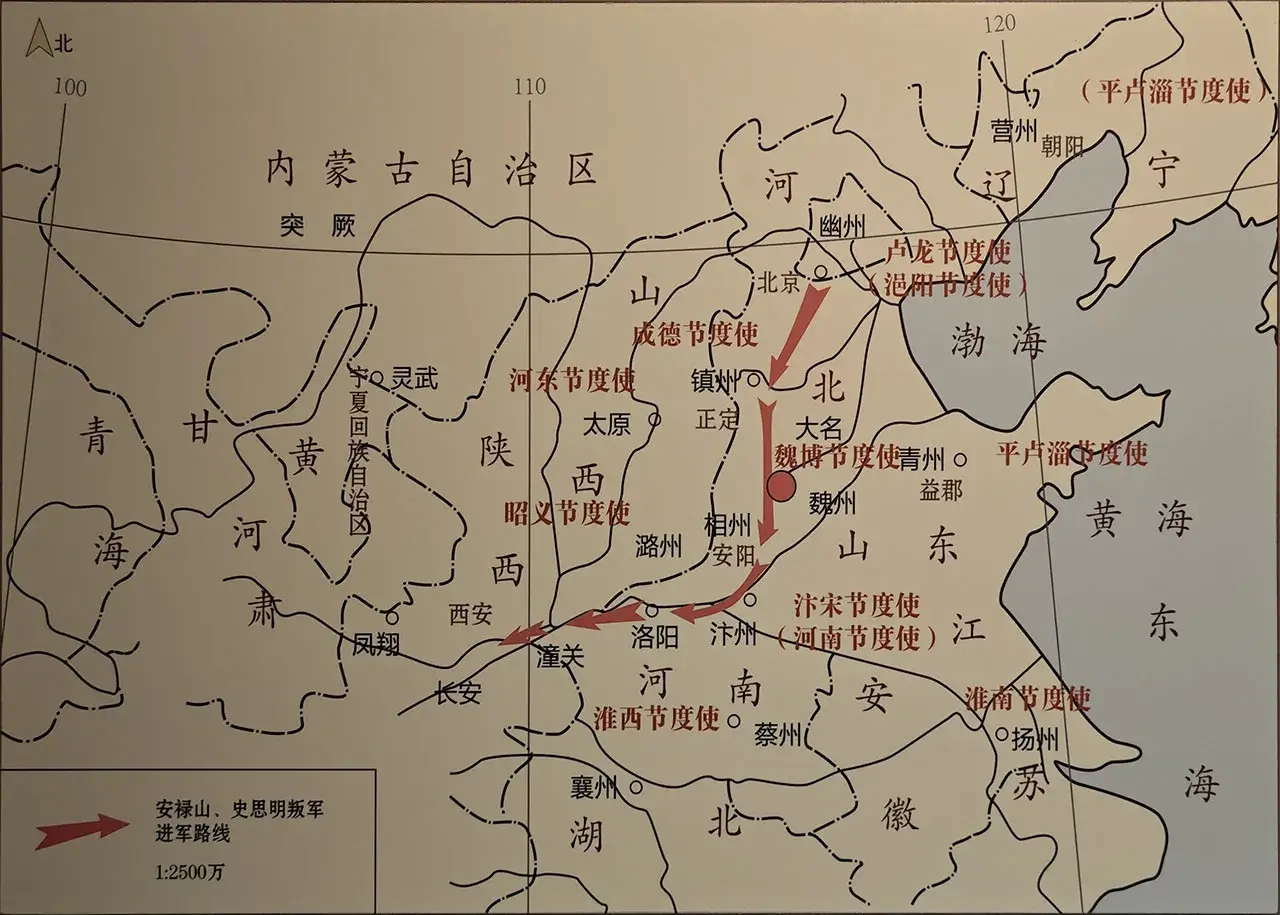 北
100
110
120
（平卢淄节度使）
营州
朝阳
内蒙古自治区
突厥
河
辽
宁
幽州
卢龙节度使
（浥阳节度使）
北京
山
渤海
成德节度使
河东节度使
镇州
北
宁夏回族自治区
灵武
青
甘
黄
陕
太原
正定
大名
西
魏博节度使
青州
益郡
平卢淄节度使
昭义节度使
相州
魏州
安阳
黄海
海
河
潞州
山东
西
肃
西安
凤翔
洛阳
汴州
汴宋节度使
（河南节度使）
江
东
潼关
长安
河南
安
淮南节度使
淮西节度使
蔡州
扬州
襄州
苏
海
湖
北
徽
安禄山、史思明叛军
进军路线
1:2500万